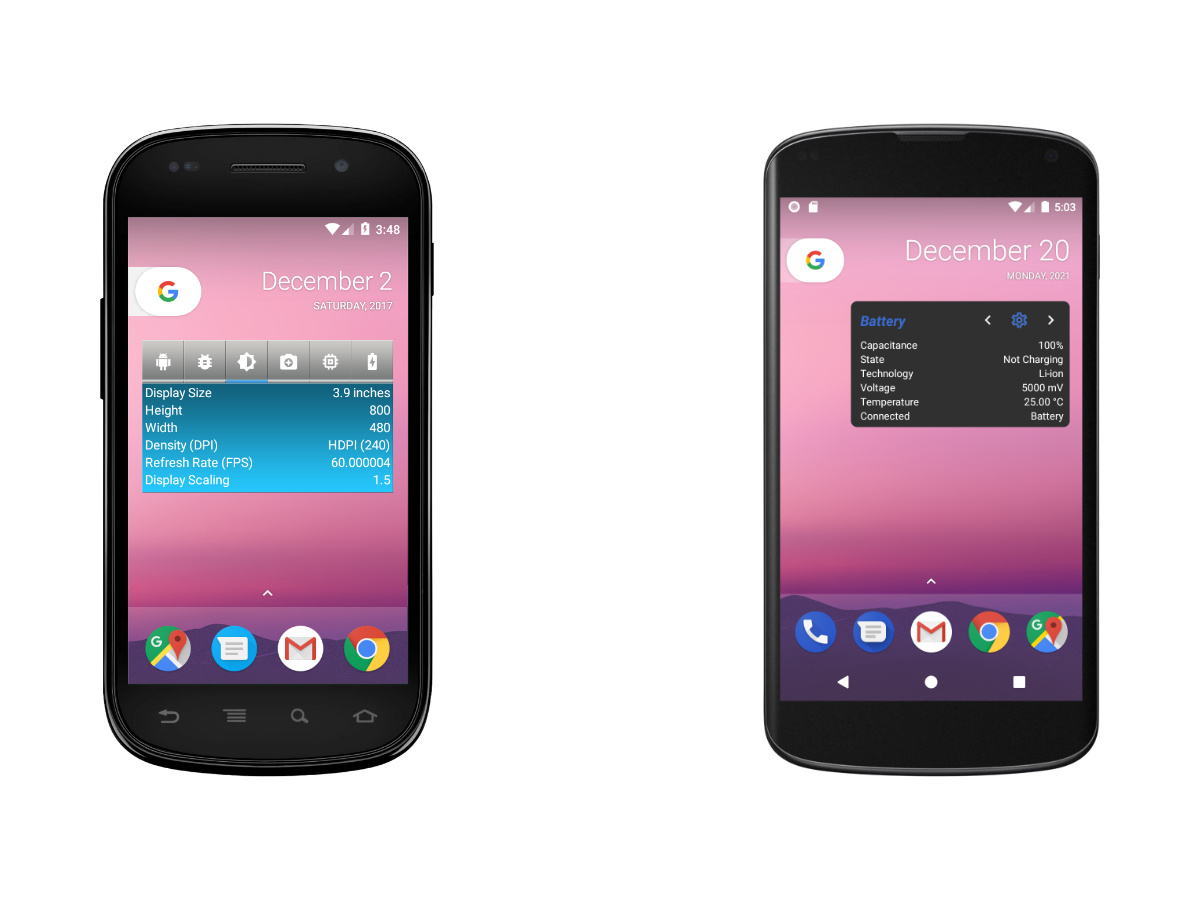 3:48
December 2
SATURDAY, 2017
Display Size 3.9 inches
Height 800
Width 480
Density (DPI) HDPI (240)
Refresh Rate (FPS) 60.000004
Display Scaling 1.5
5:03
December 20
MONDAY, 2021
Battery
Capacitance 100%
State Not Charging
Technology Li-ion
Voltage 5000 mV
Temperature 25.00 °C
Connected Battery